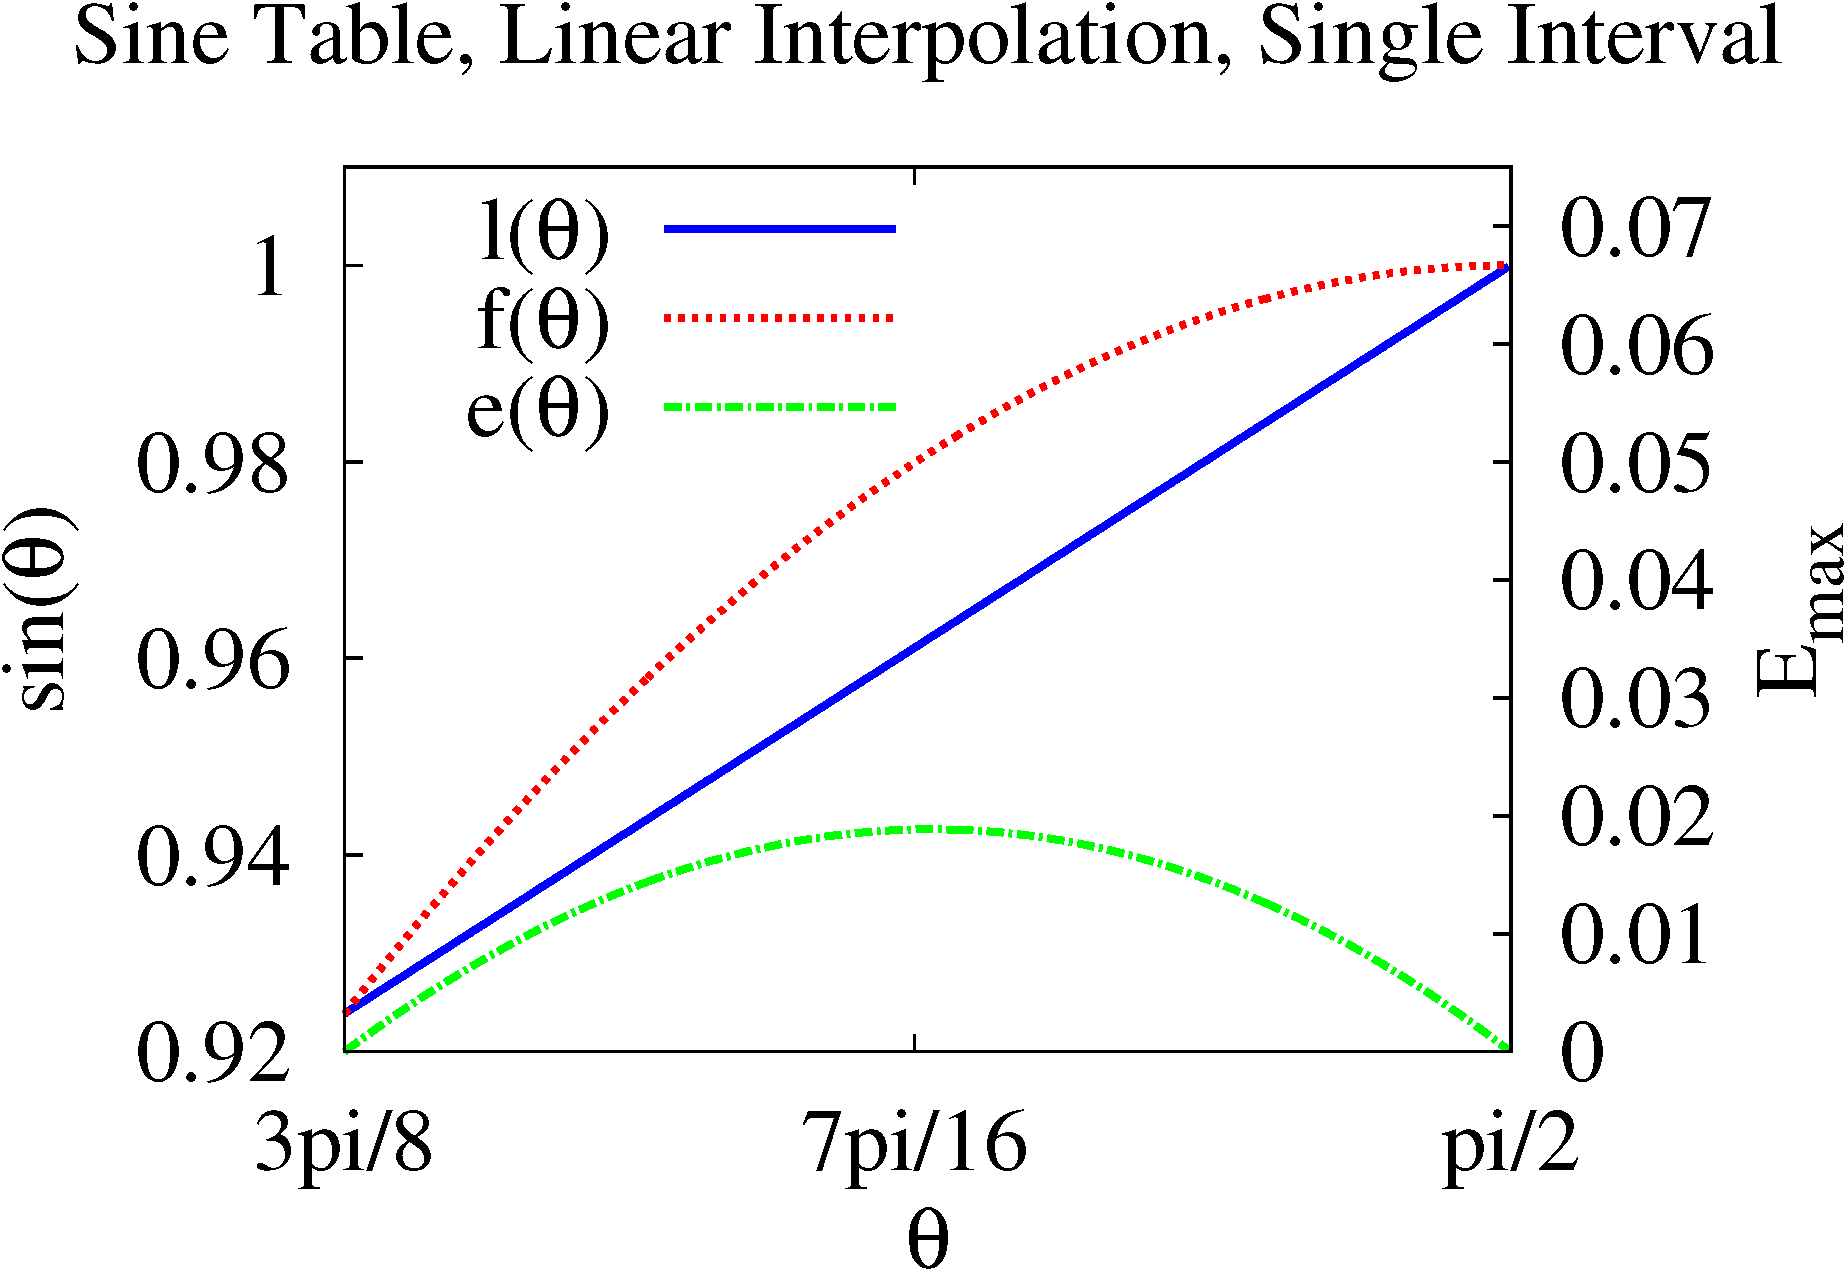 Sine Table, Linear Interpolation, Single Interval
l(θ)
f(θ)
e(θ)
sin(θ)
1
0.98
0.96
0.94
0.92
0.07
0.06
0.05
0.04
0.03
0.02
0.01
0
E_max
3pi/8
7pi/16
pi/2
θ